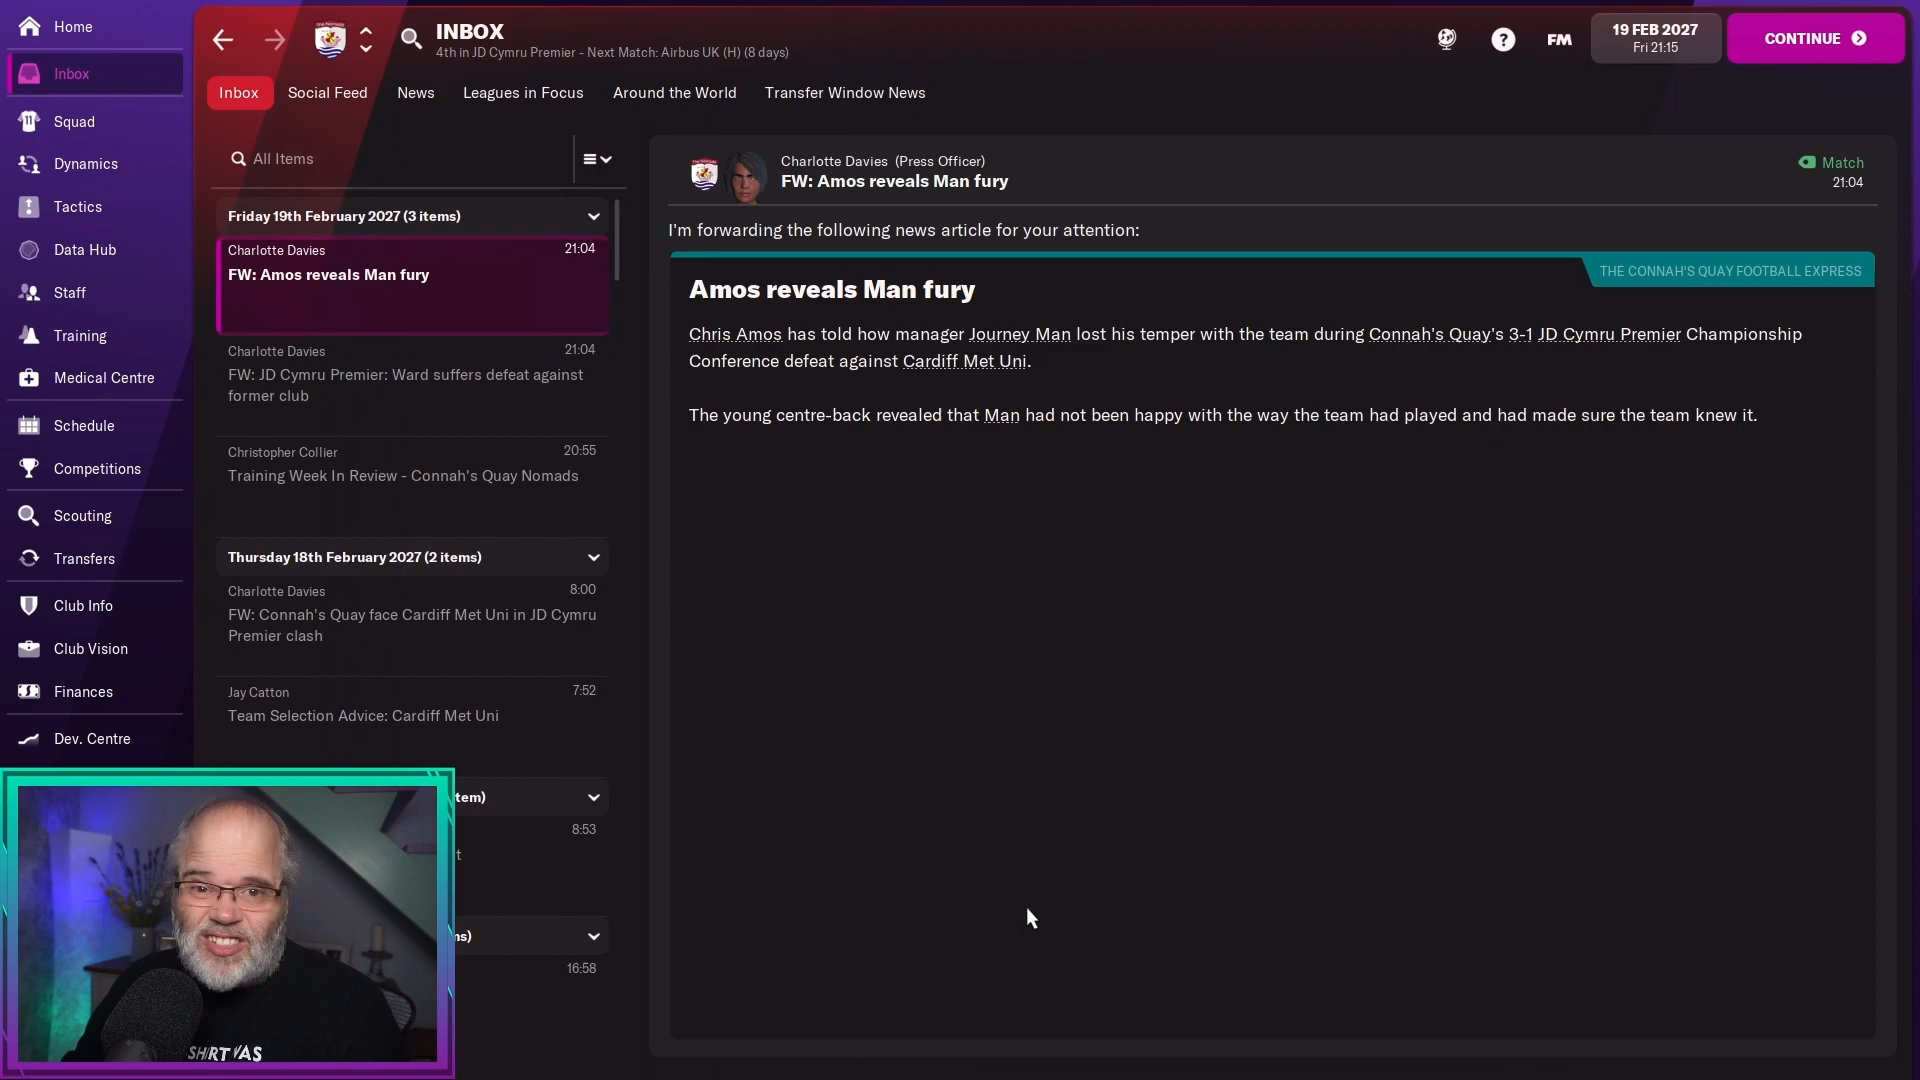 Home
Inbox
Squad
Dynamics
Tactics
Data Hub
Staff
Training
Medical Centre
Schedule
Competitions
Scouting
Transfers
Club Info
Club Vision
Finances
Dev. Centre
INBOX
4th in JD Cymru Premier - Next Match: Airbus UK (H) (8 days)
?
FM
19 FEB 2027
Fri 21:15
CONTINUE
Inbox
Social Feed
News
Leagues in Focus
Around the World
Transfer Window News
All Items
Friday 19th February 2027 (3 items)
Charlotte Davies 21:04
FW: Amos reveals Man fury
Charlotte Davies 21:04
FW: JD Cymru Premier: Ward suffers defeat against
former club
Christopher Collier 20:55
Training Week In Review - Connah's Quay Nomads
Thursday 18th February 2027 (2 items)
Charlotte Davies 8:00
FW: Connah's Quay face Cardiff Met Uni in JD Cymru
Premier clash
Jay Catton 7:52
Team Selection Advice: Cardiff Met Uni
tem)
8:53
t
ns)
16:58
Charlotte Davies (Press Officer)
FW: Amos reveals Man fury
Match
21:04
I'm forwarding the following news article for your attention:
THE CONNAH'S QUAY FOOTBALL EXPRESS
Amos reveals Man fury
Chris Amos has told how manager Journey Man lost his temper with the team during Connah's Quay's 3-1 JD Cymru Premier Championship
Conference defeat against Cardiff Met Uni.
The young centre-back revealed that Man had not been happy with the way the team had played and had made sure the team knew it.
SHIRT WAS